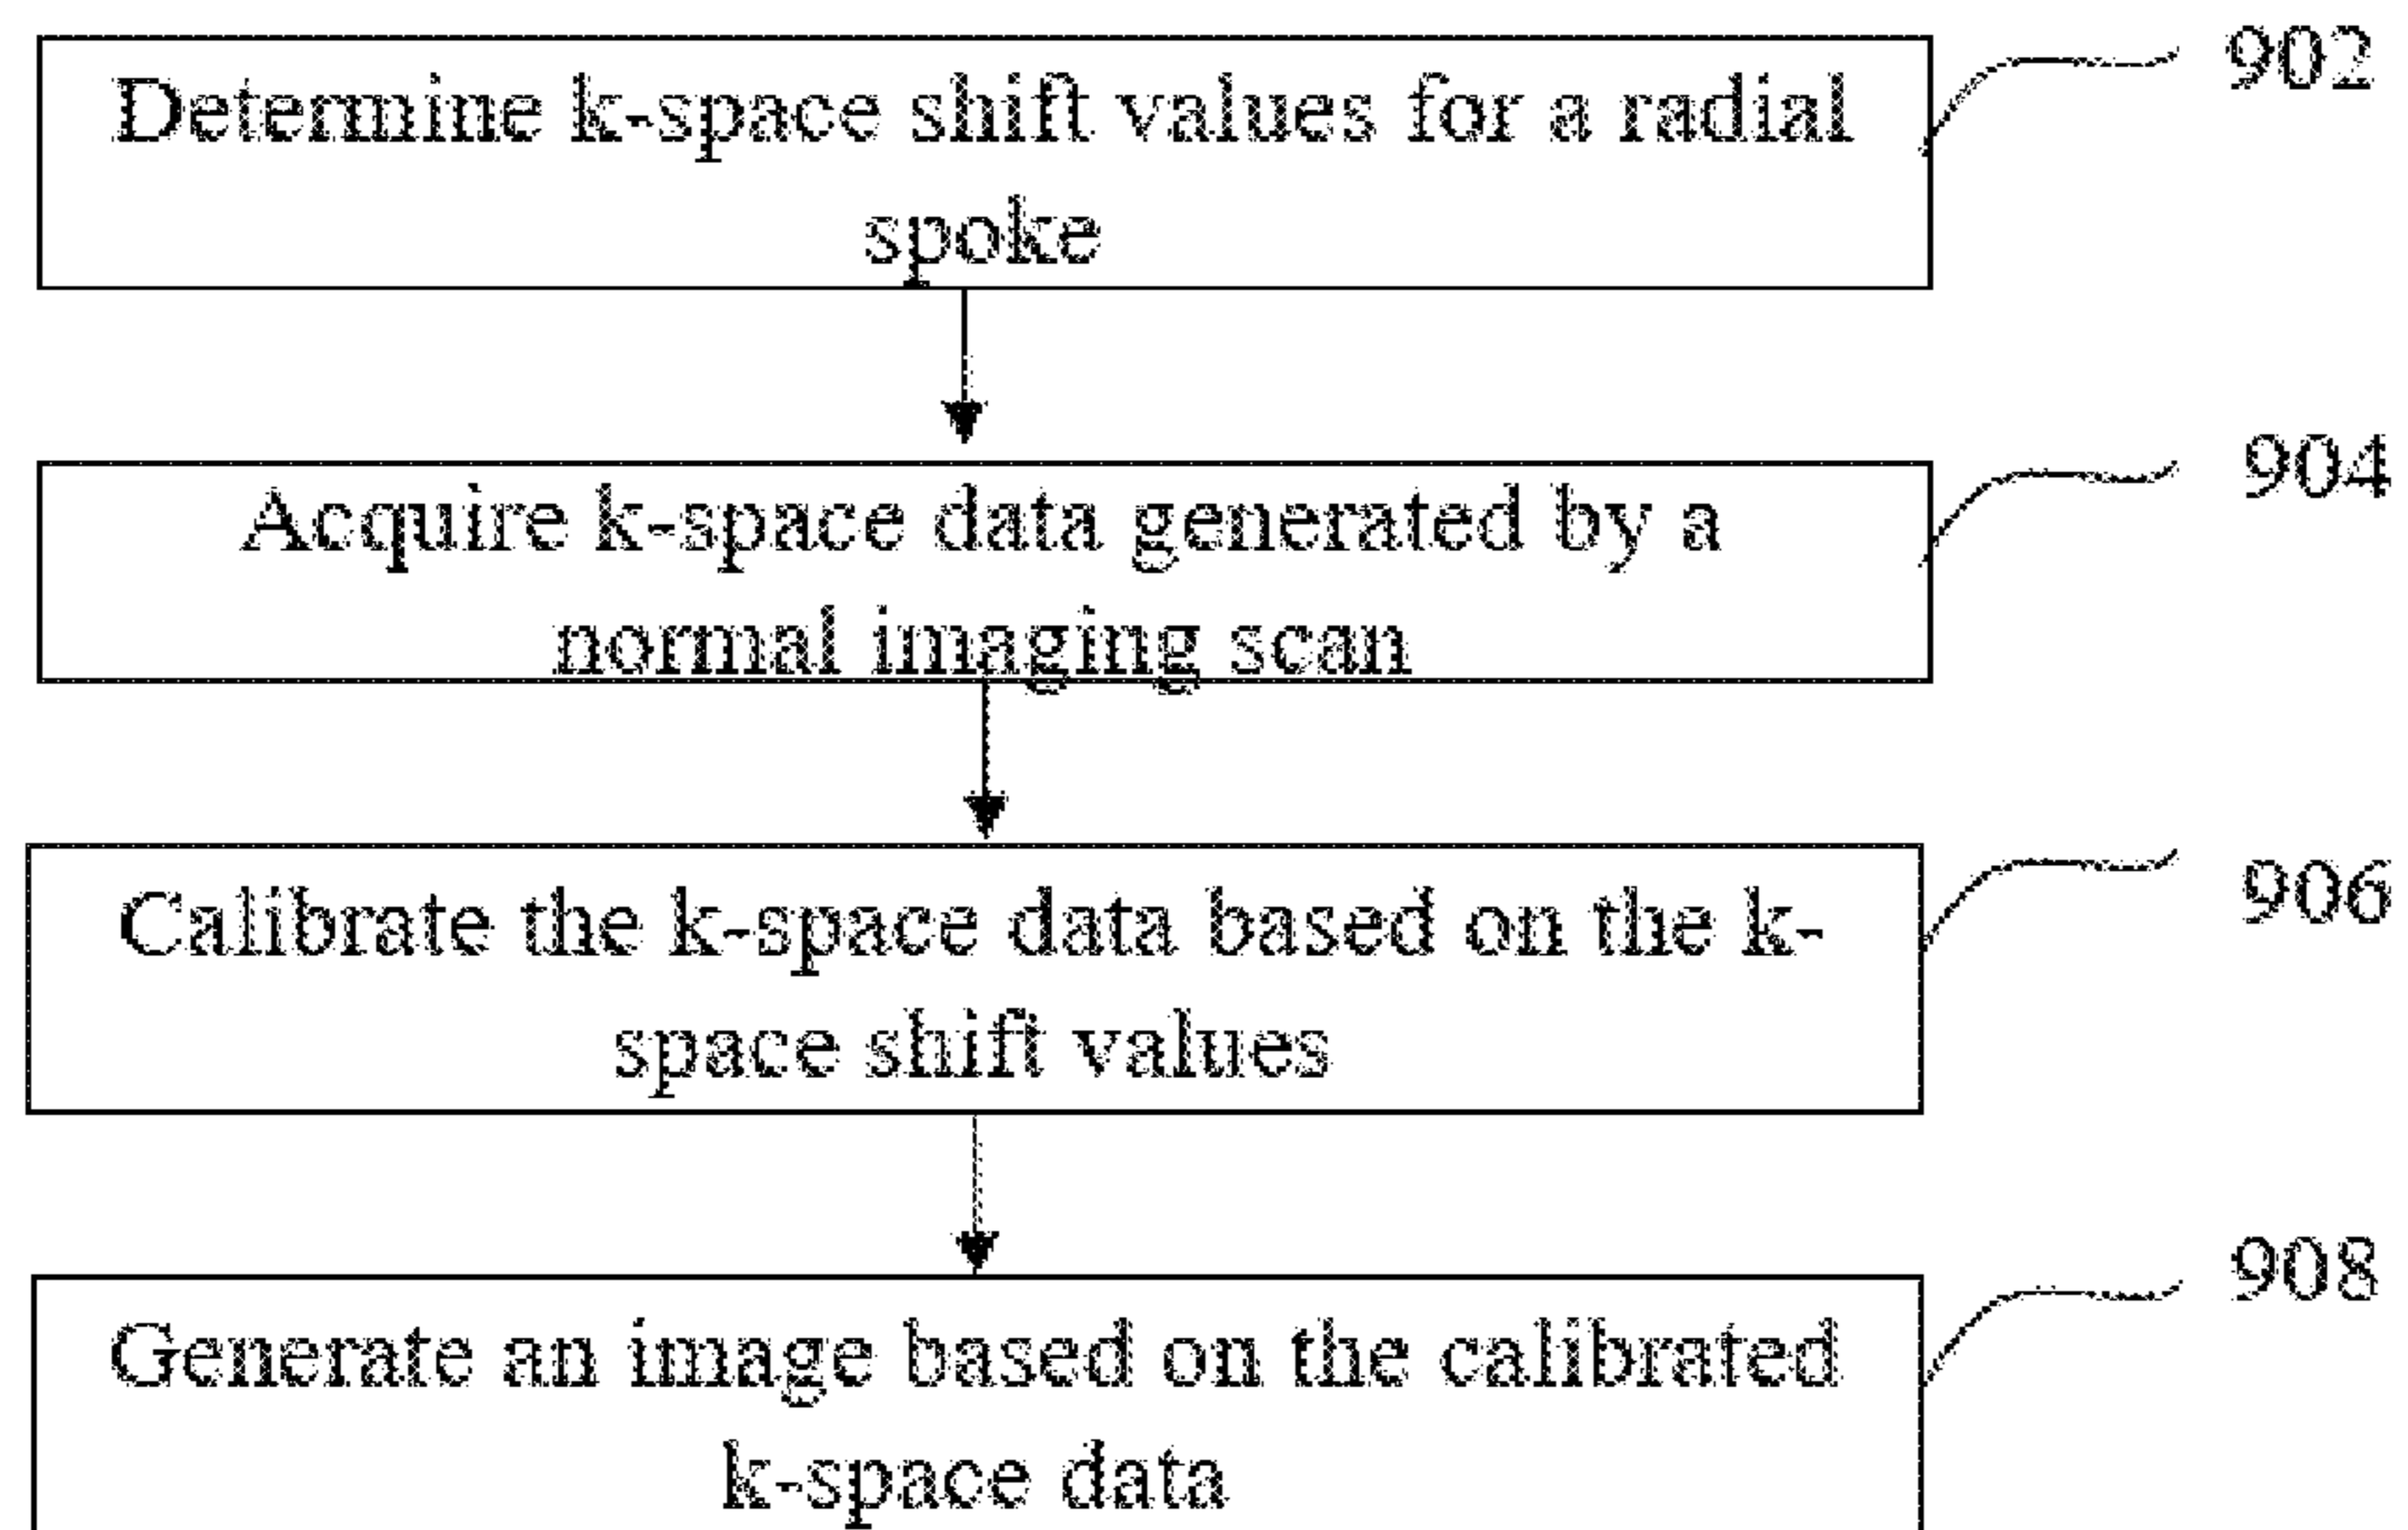 Determine k-space shift values for a radial
spoke
902
Acquire k-space data generated by a
normal imaging scan
904
Calibrate the k-space data based on the k-
space shift values
906
Generate an image based on the calibrated
k-space data
908